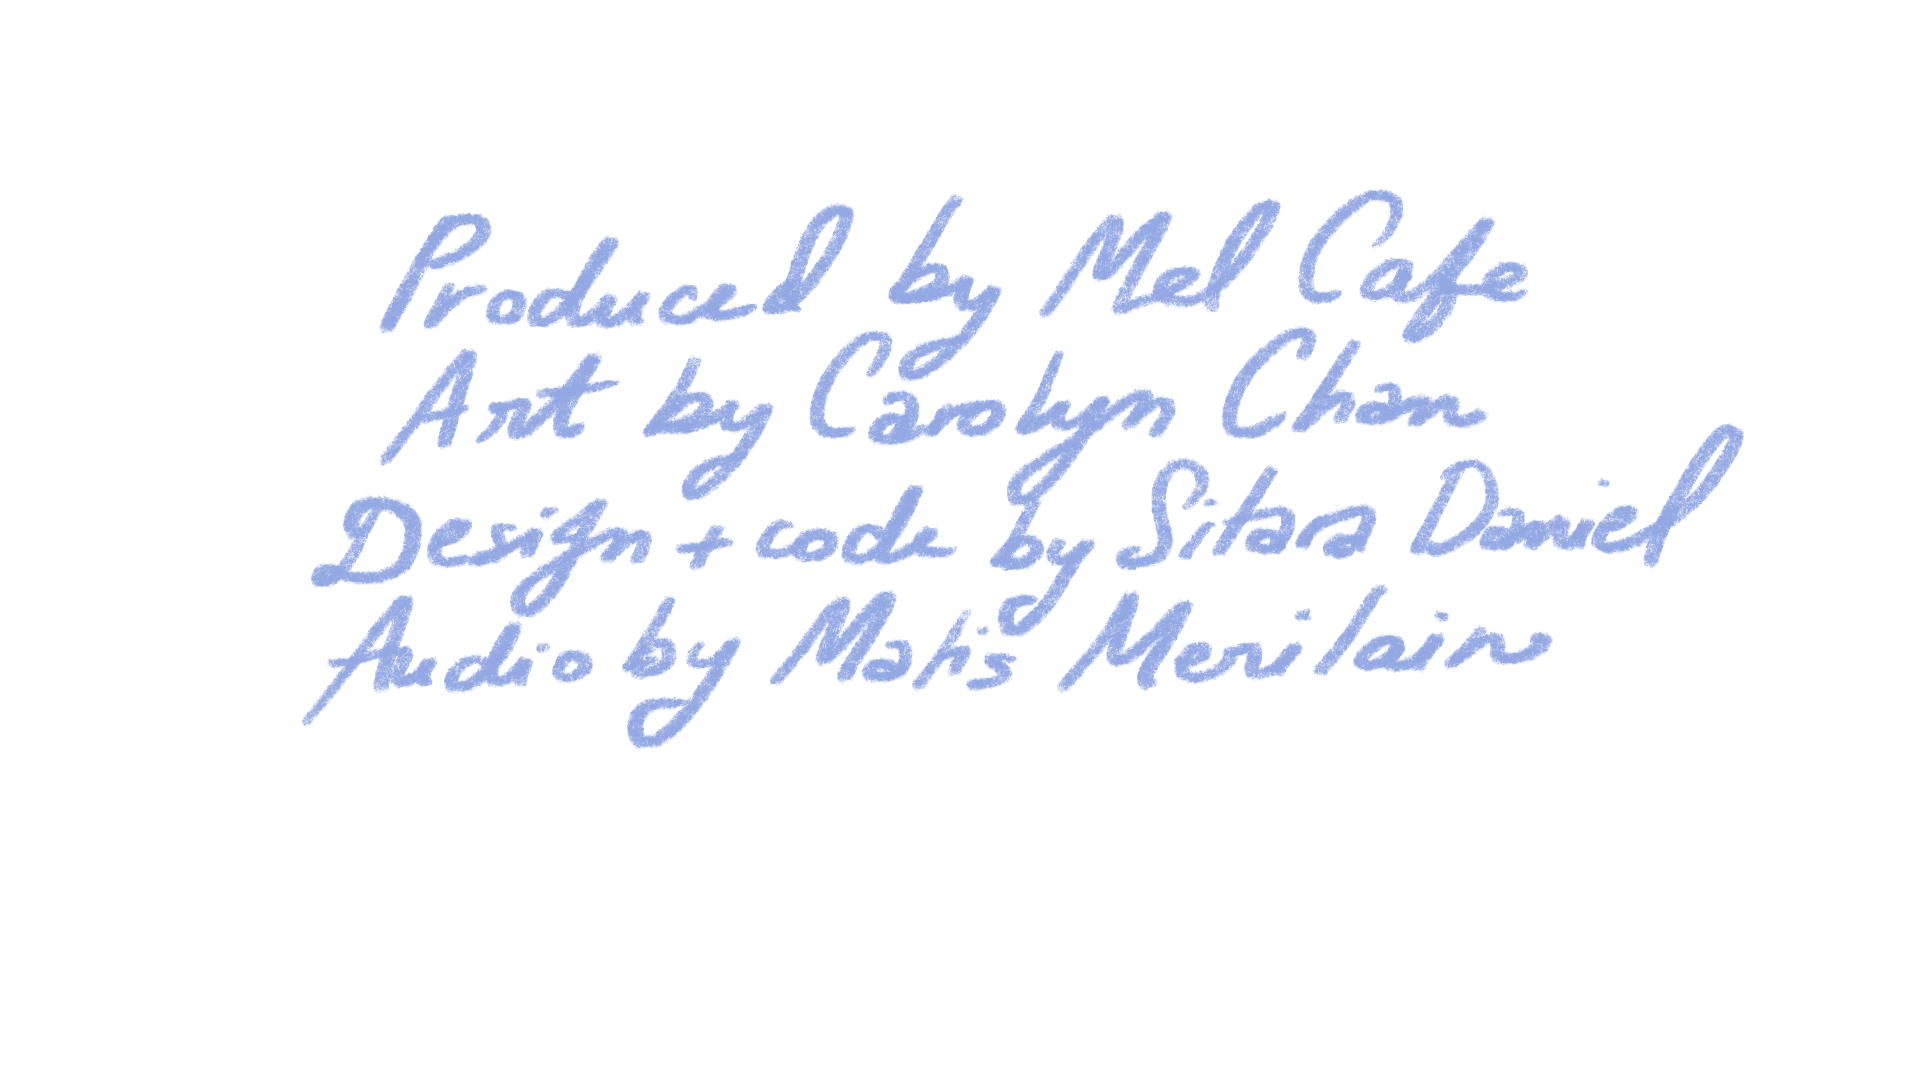 Produced by Mel Cafe
Art by Carolyn Chan
Design + code by Sitara Daniel
Audio by Matis Merilain